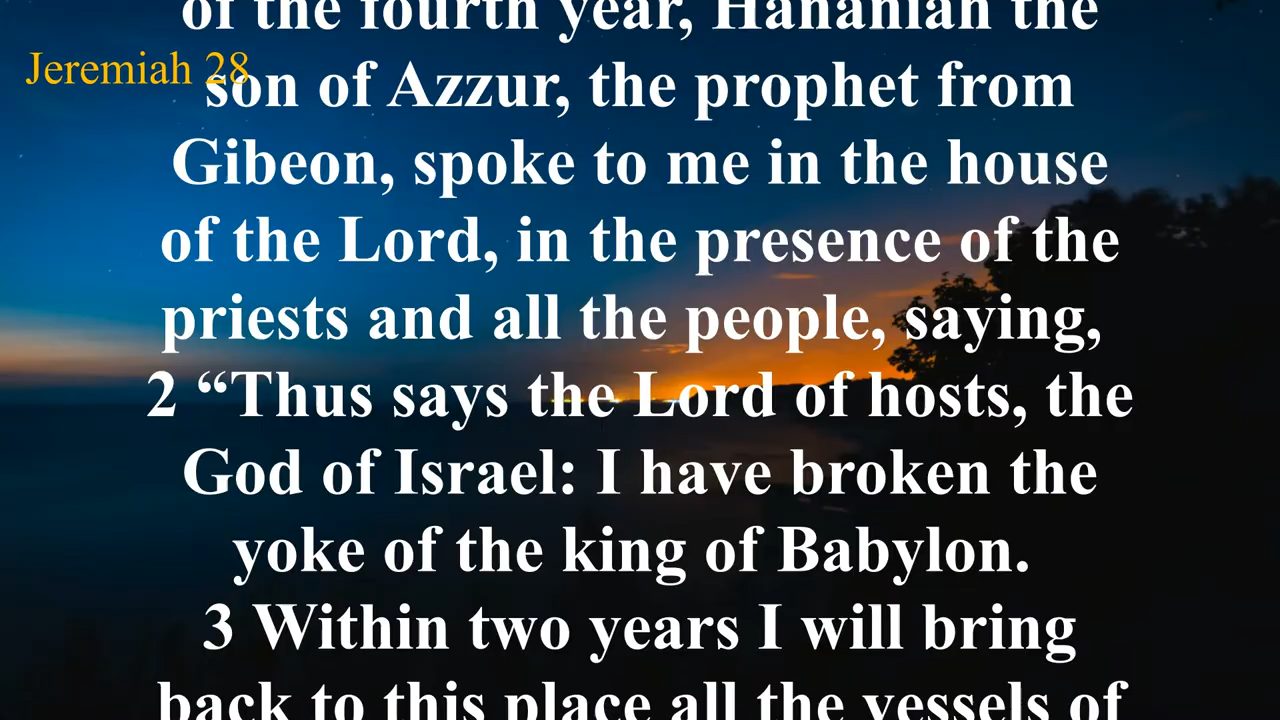 of the fourth year, Hananiah the
Jeremiah 28
son of Azzur, the prophet from
Gibeon, spoke to me in the house
of the Lord, in the presence of the
priests and all the people, saying,
2 “Thus says the Lord of hosts, the
God of Israel: I have broken the
yoke of the king of Babylon.
3 Within two years I will bring
back to this place all the vessels of